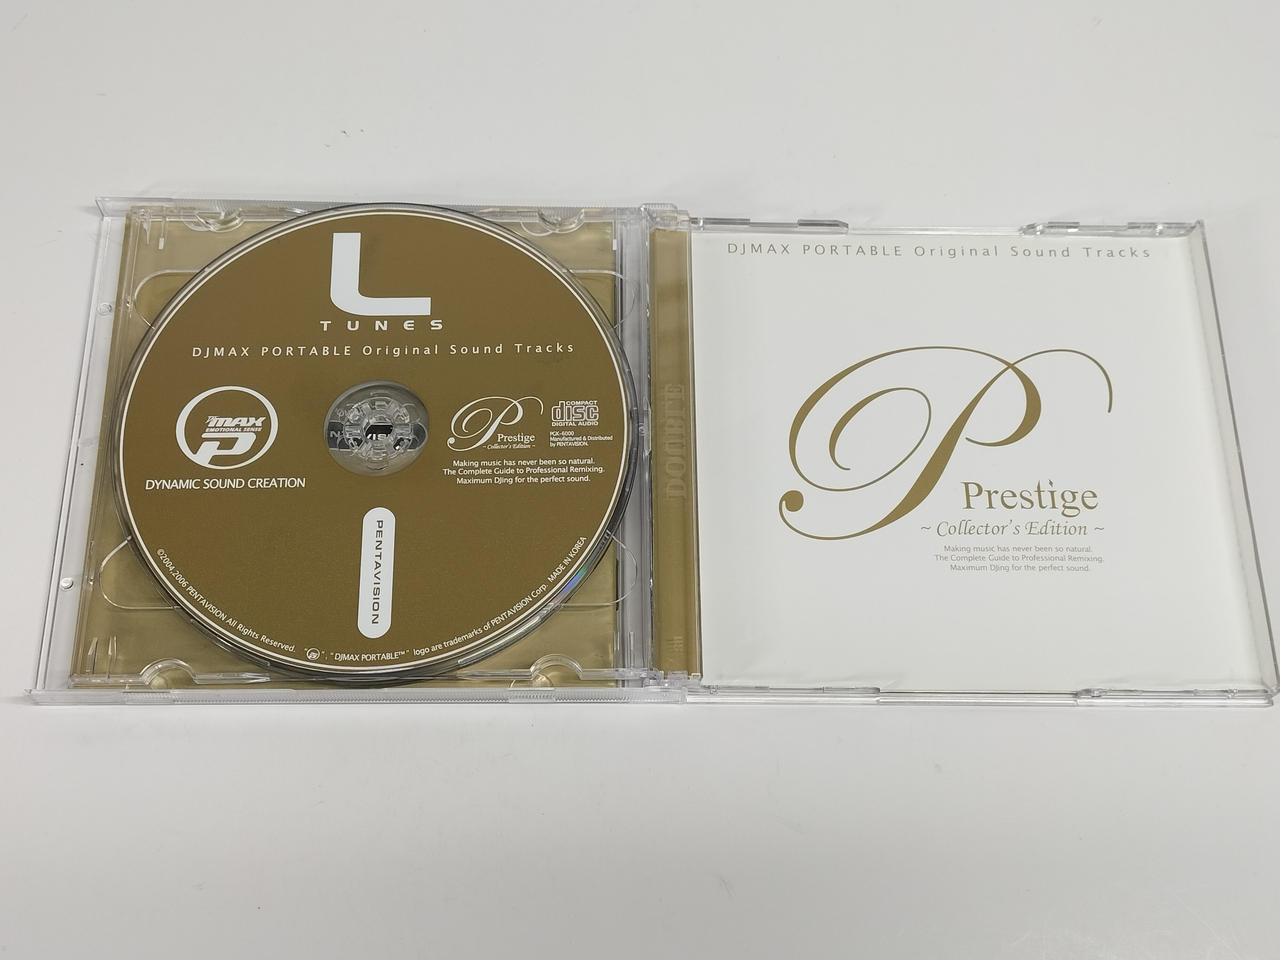 L
TUNES
DJMAX PORTABLE Original Sound Tracks
THE MAX
EMOTIONAL SENSE
P
DYNAMIC SOUND CREATION
P
Prestige
~ Collector's Edition ~
COMPACT
disc
DIGITAL AUDIO
PGK-6000
Manufactured & Distributed
by PENTAVISION.
Making music has never been so natural.
The Complete Guide to Professional Remixing.
Maximum DJing for the perfect sound.
PENTAVISION
©2004,2006 PENTAVISION All Rights Reserved. "P", "DJMAX PORTABLE™" logo are trademarks of PENTAVISION Corp. MADE IN KOREA
DJMAX PORTABLE Original Sound Tracks
P
Prestige
~ Collector's Edition ~
Making music has never been so natural.
The Complete Guide to Professional Remixing.
Maximum DJing for the perfect sound.